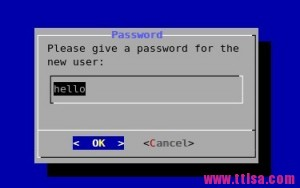 Password
Please give a password for the
new user:
hello
< OK > <Cancel>
www.ttlsa.com